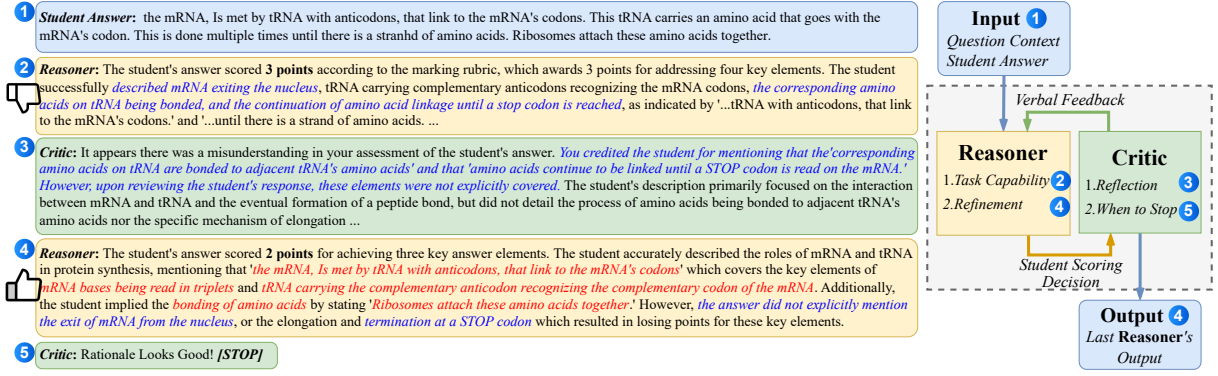 1 Student Answer: the mRNA, Is met by tRNA with anticodons, that link to the mRNA's codons. This tRNA carries an amino acid that goes with the
mRNA's codon. This is done multiple times until there is a stranhd of amino acids. Ribosomes attach these amino acids together.
2 Reasoner: The student's answer scored 3 points according to the marking rubric, which awards 3 points for addressing four key elements. The student
successfully described mRNA exiting the nucleus, tRNA carrying complementary anticodons recognizing the mRNA codons, the corresponding amino
acids on tRNA being bonded, and the continuation of amino acid linkage until a stop codon is reached, as indicated by '...tRNA with anticodons, that link
to the mRNA's codons.' and '...until there is a strand of amino acids. ...
3 Critic: It appears there was a misunderstanding in your assessment of the student's answer. You credited the student for mentioning that the'corresponding
amino acids on tRNA are bonded to adjacent tRNA's amino acids' and that 'amino acids continue to be linked until a STOP codon is read on the mRNA.'
However, upon reviewing the student's response, these elements were not explicitly covered. The student's description primarily focused on the interaction
between mRNA and tRNA and the eventual formation of a peptide bond, but did not detail the process of amino acids being bonded to adjacent tRNA's
amino acids nor the specific mechanism of elongation ...
4 Reasoner: The student's answer scored 2 points for achieving three key answer elements. The student accurately described the roles of mRNA and tRNA
in protein synthesis, mentioning that 'the mRNA, Is met by tRNA with anticodons, that link to the mRNA's codons' which covers the key elements of
mRNA bases being read in triplets and tRNA carrying the complementary anticodon recognizing the complementary codon of the mRNA. Additionally,
the student implied the bonding of amino acids by stating 'Ribosomes attach these amino acids together.' However, the answer did not explicitly mention
the exit of mRNA from the nucleus, or the elongation and termination at a STOP codon which resulted in losing points for these key elements.
5 Critic: Rationale Looks Good! [STOP]
Input 1
Question Context
Student Answer
Verbal Feedback
Reasoner
1.Task Capability 2
2.Refinement 4
Critic
1.Reflection 3
2.When to Stop 5
Student Scoring
Decision
Output 4
Last Reasoner's
Output